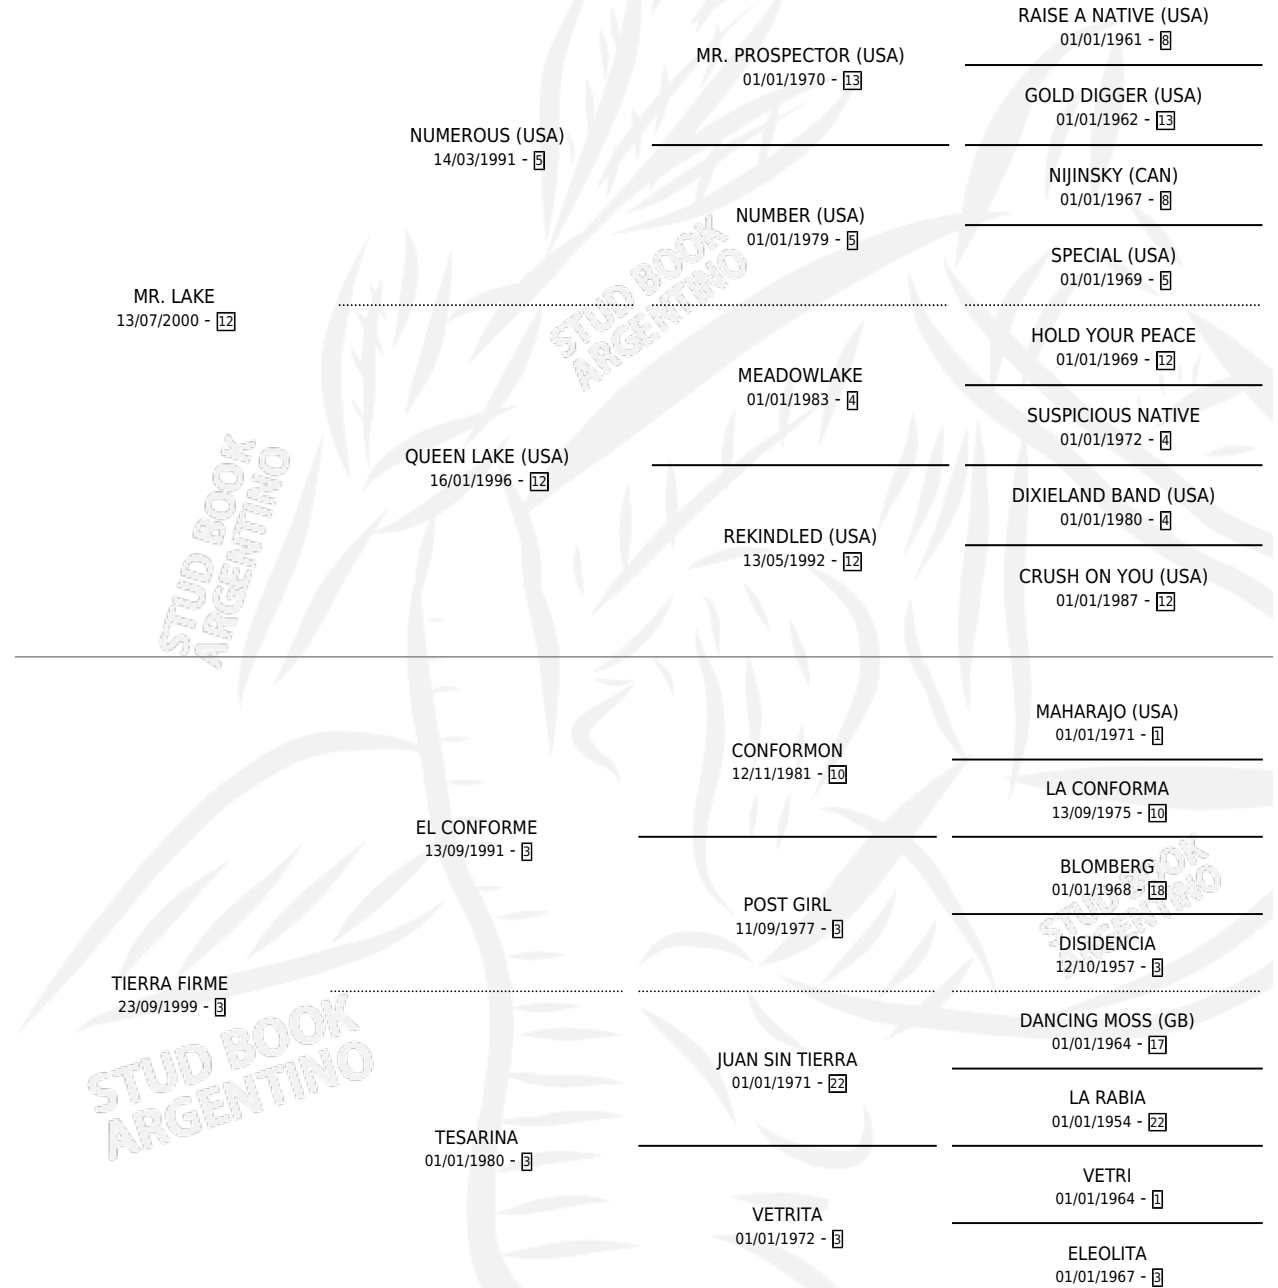 RAISE A NATIVE (USA)
01/01/1961 - 8
MR. PROSPECTOR (USA)
01/01/1970 - 13
GOLD DIGGER (USA)
01/01/1962 - 13
NUMEROUS (USA)
14/03/1991 - 5
NIJINSKY (CAN)
01/01/1967 - 8
NUMBER (USA)
01/01/1979 - 5
SPECIAL (USA)
01/01/1969 - 5
MR. LAKE
13/07/2000 - 12
HOLD YOUR PEACE
01/01/1969 - 12
MEADOWLAKE
01/01/1983 - 4
SUSPICIOUS NATIVE
01/01/1972 - 4
QUEEN LAKE (USA)
16/01/1996 - 12
DIXIELAND BAND (USA)
01/01/1980 - 4
REKINDLED (USA)
13/05/1992 - 12
CRUSH ON YOU (USA)
01/01/1987 - 12
MAHARAJO (USA)
01/01/1971 - 1
CONFORMON
12/11/1981 - 10
LA CONFORMA
13/09/1975 - 10
EL CONFORME
13/09/1991 - 3
BLOMBERG
01/01/1968 - 18
POST GIRL
11/09/1977 - 3
DISIDENCIA
12/10/1957 - 3
TIERRA FIRME
23/09/1999 - 3
DANCING MOSS (GB)
01/01/1964 - 17
JUAN SIN TIERRA
01/01/1971 - 22
LA RABIA
01/01/1954 - 22
TESARINA
01/01/1980 - 3
VETRI
01/01/1964 - 1
VETRITA
01/01/1972 - 3
ELEOLITA
01/01/1967 - 3
STUD BOOK
ARGENTINO
STUD BOOK
ARGENTINO
STUD BOOK
ARGENTINO
STUD BOOK
ARGENTINO